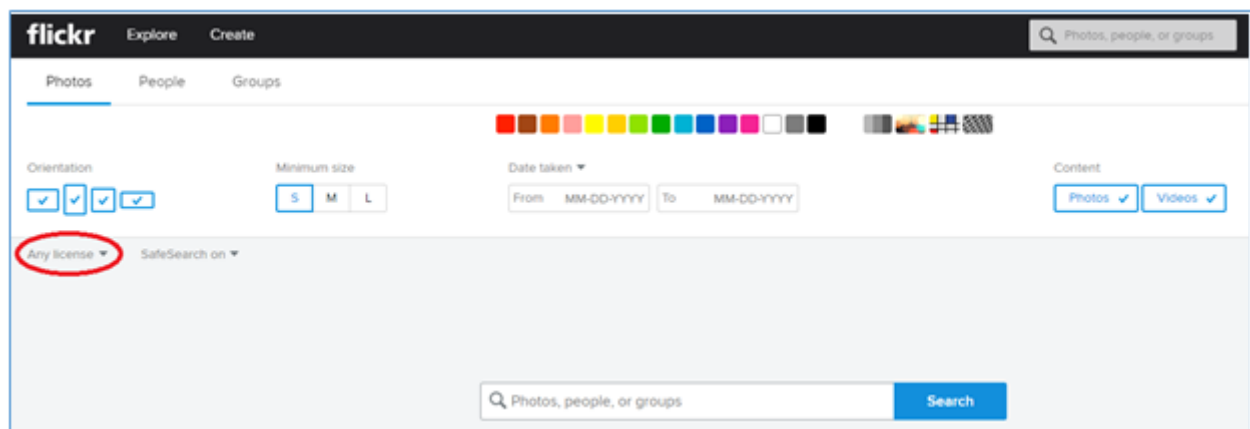 flickr Explore Create Photos, people, or groups
Photos People Groups
Orientation Minimum size Date taken Content
S M L From MM-DD-YYYY To MM-DD-YYYY Photos Videos
Any license SafeSearch on
Photos, people, or groups Search